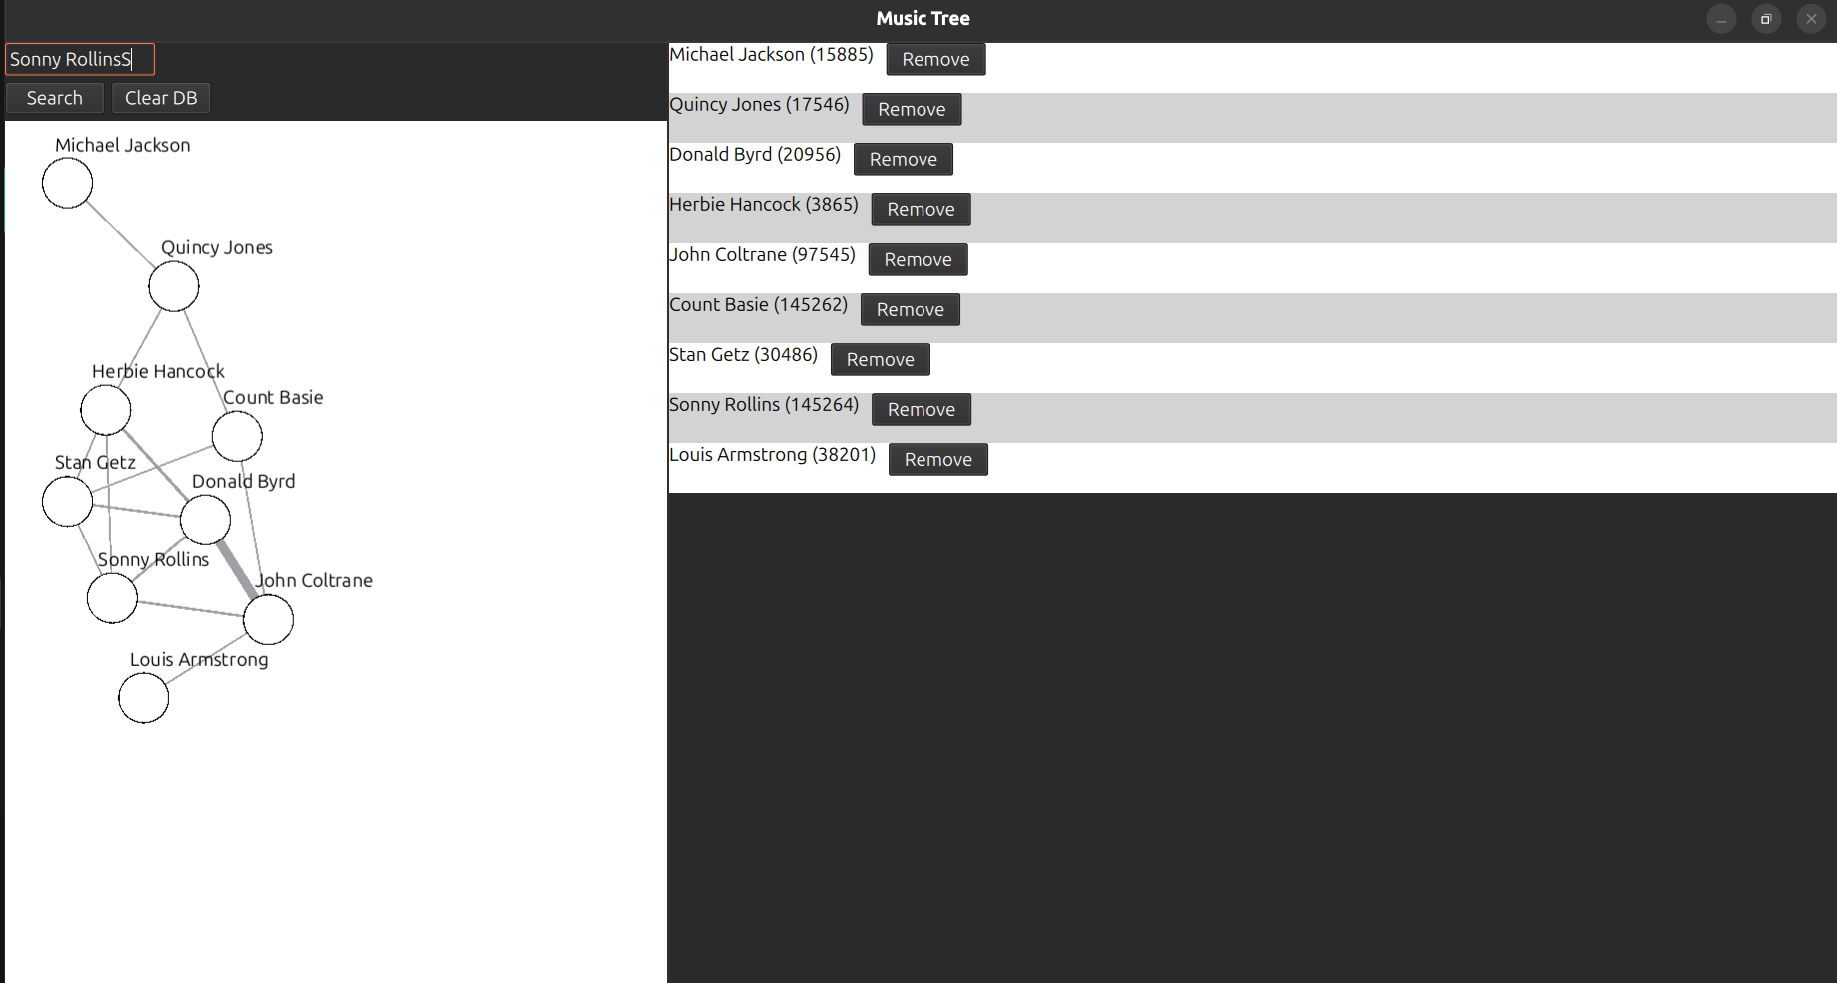 Music Tree
Sonny RollinsS
Search
Clear DB
Michael Jackson
Quincy Jones
Herbie Hancock
Count Basie
Stan Getz
Donald Byrd
Sonny Rollins
John Coltrane
Louis Armstrong
Michael Jackson (15885) Remove
Quincy Jones (17546) Remove
Donald Byrd (20956) Remove
Herbie Hancock (3865) Remove
John Coltrane (97545) Remove
Count Basie (145262) Remove
Stan Getz (30486) Remove
Sonny Rollins (145264) Remove
Louis Armstrong (38201) Remove